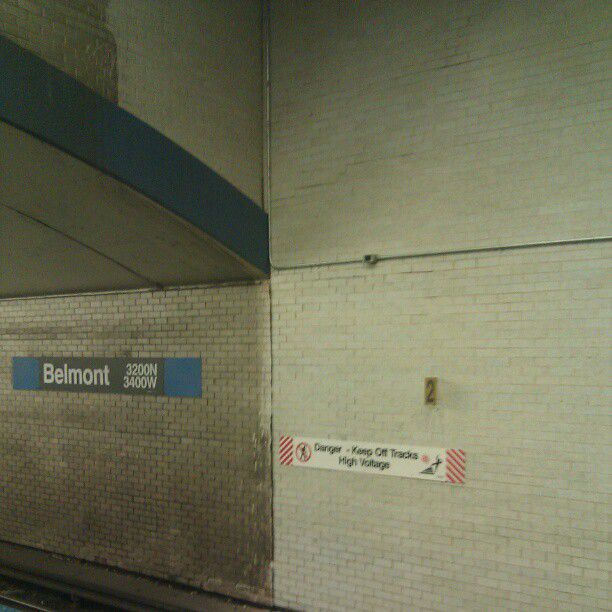 Belmont
3200N
3400W
2
Danger - Keep Off Tracks
High Voltage